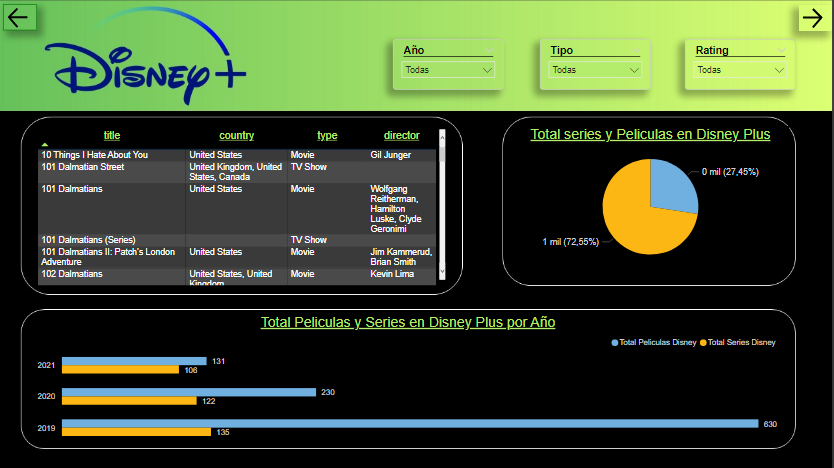 Disney+
Año
Todas
Tipo
Todas
Rating
Todas
title country type director
10 Things I Hate About You United States Movie Gil Junger
101 Dalmatian Street United Kingdom, United TV Show
States, Canada
101 Dalmatians United States Movie Wolfgang
Reitherman,
Hamilton
Luske, Clyde
Geronimi
101 Dalmatians (Series) TV Show
101 Dalmatians II: Patch's London United States Movie Jim Kammerud,
Adventure Brian Smith
102 Dalmatians United States, United Movie Kevin Lima
Kingdom
Total series y Peliculas en Disney Plus
0 mil (27,45%)
1 mil (72,55%)
Total Peliculas y Series en Disney Plus por Año
Total Peliculas Disney Total Series Disney
2021 131
106
2020 230
122
2019 630
135